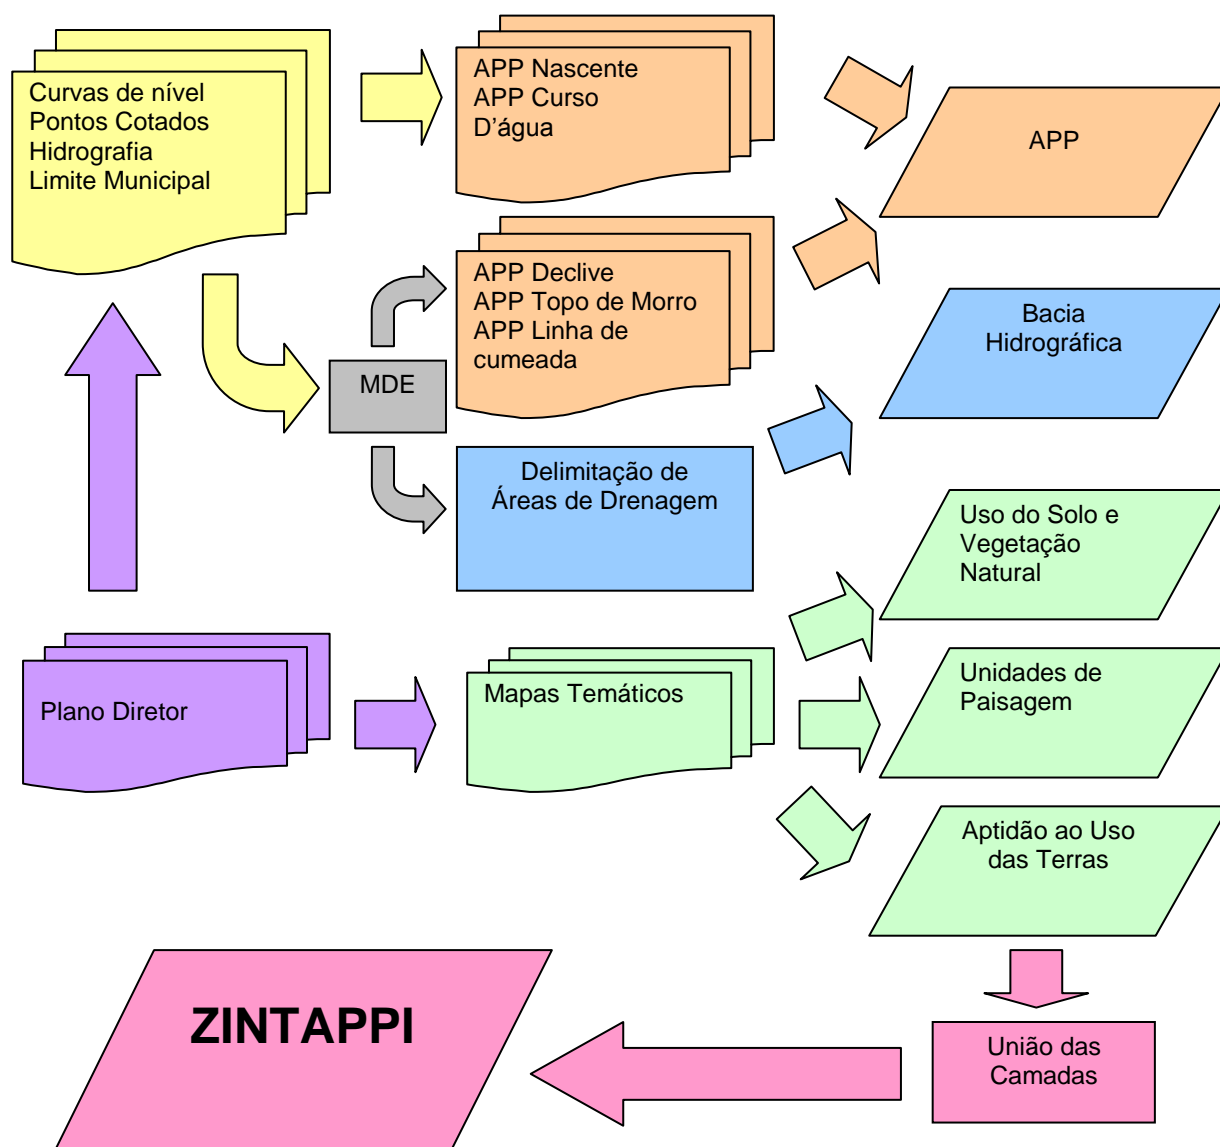 Curvas de nível
Pontos Cotados
Hidrografia
Limite Municipal
APP Nascente
APP Curso
D'água
APP
APP Declive
APP Topo de Morro
APP Linha de
cumeada
MDE
Bacia
Hidrográfica
Delimitação de
Áreas de Drenagem
Uso do Solo e
Vegetação
Natural
Plano Diretor
Mapas Temáticos
Unidades de
Paisagem
Aptidão ao Uso
das Terras
ZINTAPPI
União das
Camadas